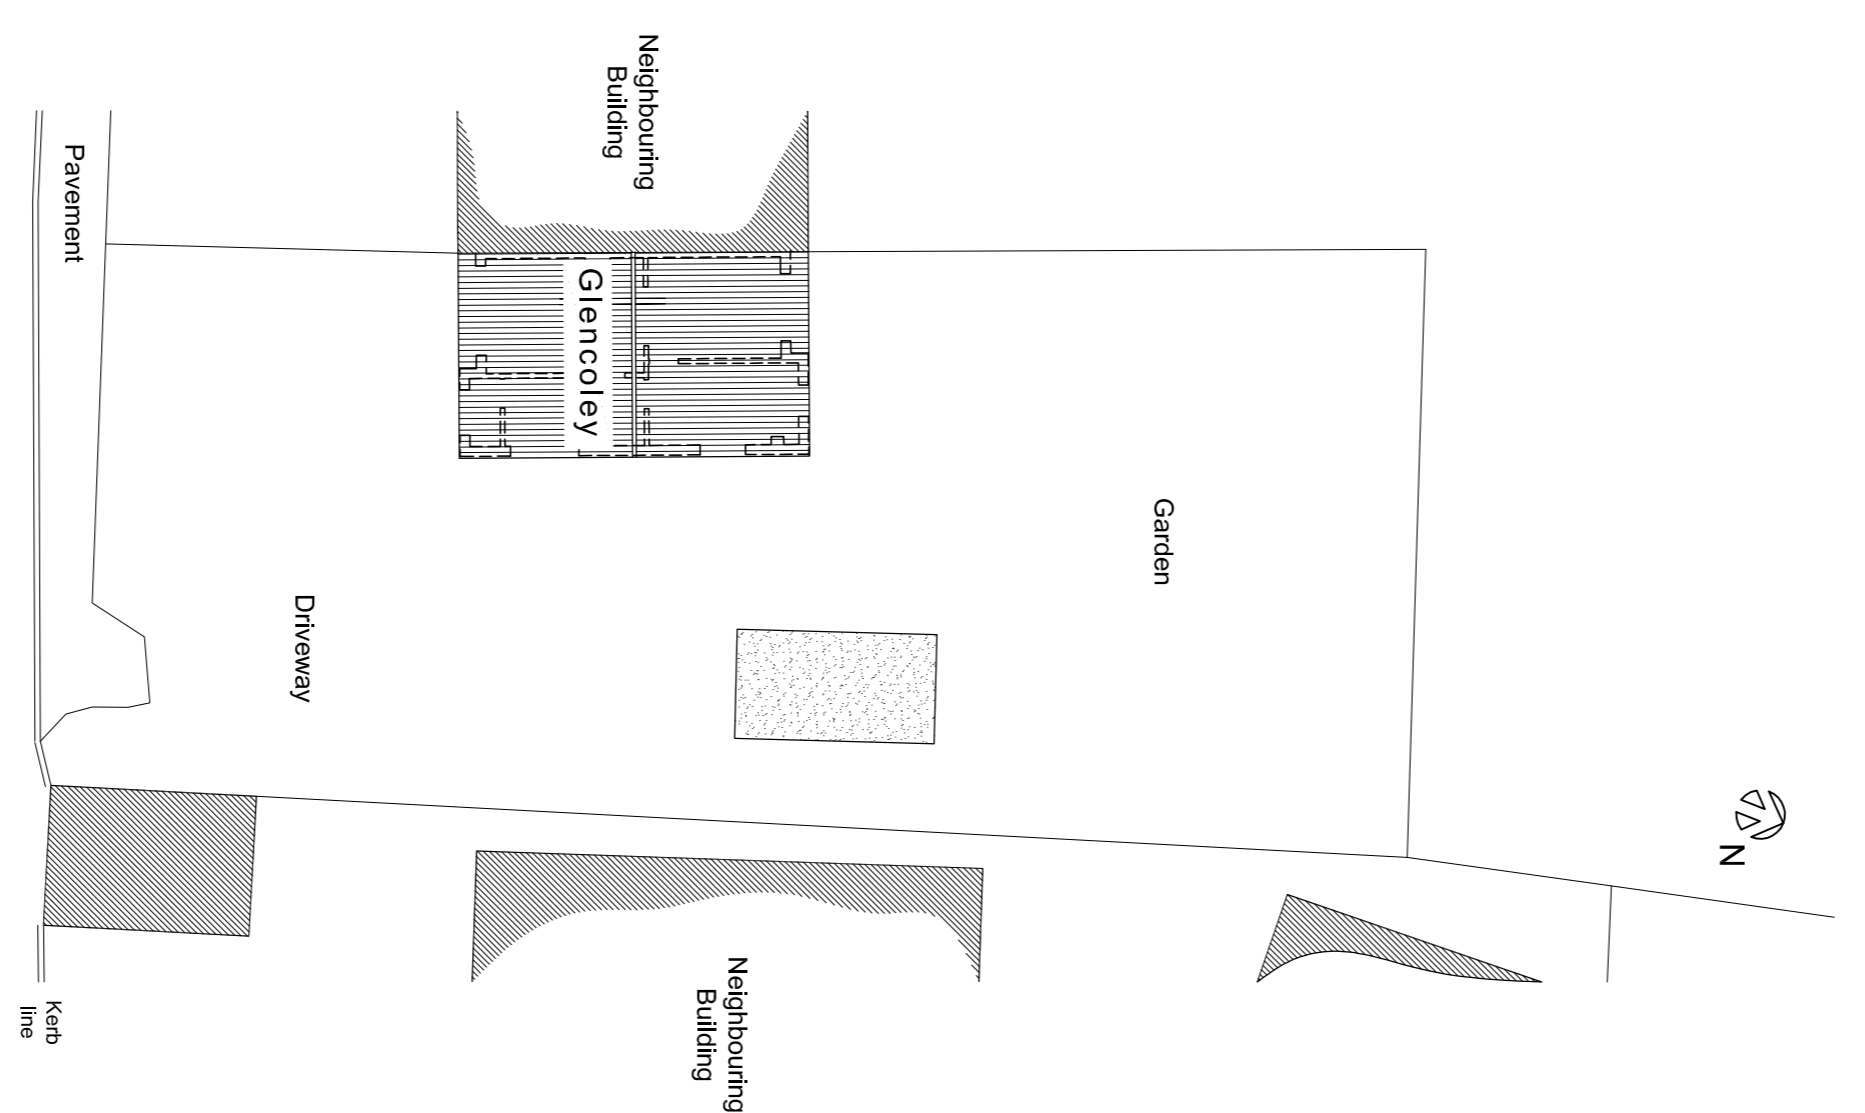 Neighbouring
Building
Pavement
Glencoley
Garden
Driveway
N
Neighbouring
Building
Kerb
line